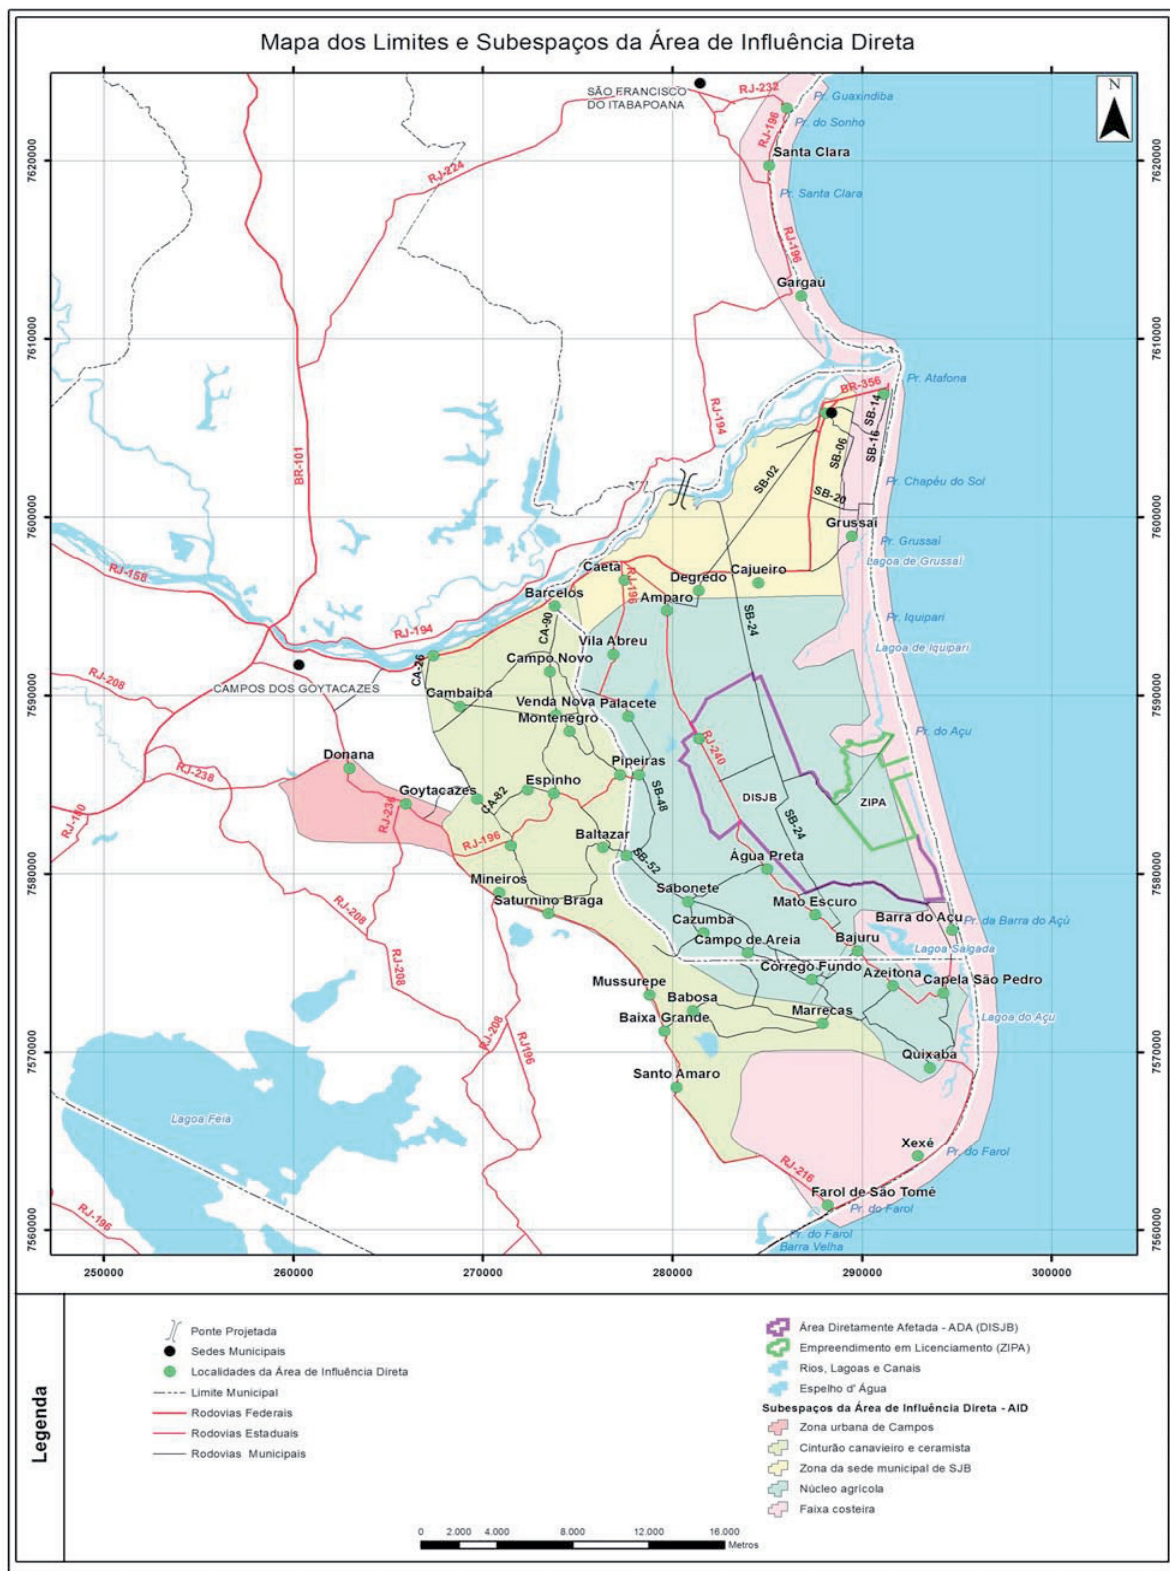 Mapa dos Limites e Subespaços da Área de Influência Direta
N
SÃO FRANCISCO
DO ITABAPOANA
RJ-232
Pr. Guaxindiba
RJ-196
Pr. do Sonho
Santa Clara
RJ-224
Pr. Santa Clara
RJ-196
Gargaú
BR-101
RJ-194
Pr. Atafona
BR-356
SB-14
SB-16
SB-06
SB-02
SB-20
Pr. Chapéu do Sol
Grussaí
Pr. Grussaí
Lagoa de Grussaí
RJ-158
Caeta
RJ-196
Degredo
Cajueiro
Barcelos
Amparo
SB-24
Pr. Iquipari
RJ-194
CA-90
Vila Abreu
Lagoa de Iquipari
CA-26
Campo Novo
CAMPOS DOS GOYTACAZES
RJ-208
Cambaíba
Venda Nova
Palacete
Montenegro
Pr. do Açu
RJ-240
Donana
RJ-238
Pipeiras
Espinho
Goytacazes
CA-82
SB-48
DISJB
ZIPA
RJ-180
RJ-196
SB-24
Baltazar
SB-52
Água Preta
Mineiros
Saturnino Braga
Sabonete
Mato Escuro
RJ-208
Cazumbá
Barra do Açu
Pr. da Barra do Açú
Campo de Areia
Bajuru
Lagoa Salgada
RJ-208
Córrego Fundo
Azeitona
Capela São Pedro
Mussurepe
Babosa
Marrecas
Lagoa do Açu
Baixa Grande
RJ-208
RJ196
Quixaba
Santo Amaro
Lagoa Feia
Xexé
Pr. do Farol
RJ-216
Farol de São Tomé
Pr. do Farol
RJ-196
Pr. do Farol
Barra Velha
7620000
7610000
7600000
7590000
7580000
7570000
7560000
7620000
7610000
7600000
7590000
7580000
7570000
7560000
250000 260000 270000 280000 290000 300000
Legenda
Ponte Projetada
Sedes Municipais
Localidades da Área de Influência Direta
Limite Municipal
Rodovias Federais
Rodovias Estaduais
Rodovias Municipais
Área Diretamente Afetada - ADA (DISJB)
Empreendimento em Licenciamento (ZIPA)
Rios, Lagoas e Canais
Espelho d' Água
Subespaços da Área de Influência Direta - AID
Zona urbana de Campos
Cinturão canavieiro e ceramista
Zona da sede municipal de SJB
Núcleo agrícola
Faixa costeira
0 2.000 4.000 8.000 12.000 16.000
Metros